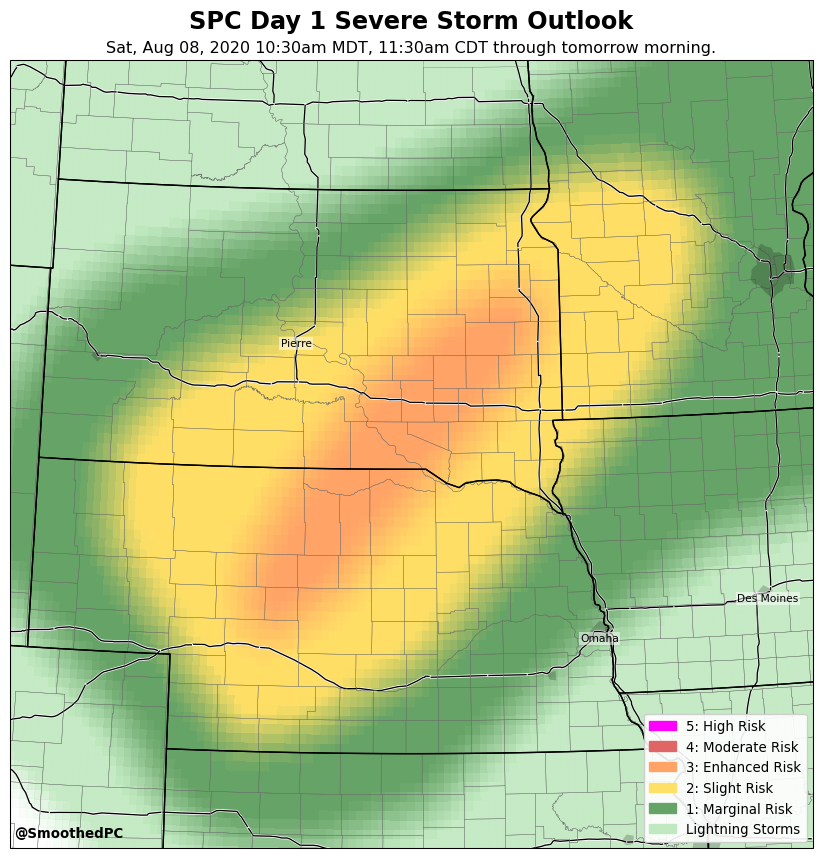 SPC Day 1 Severe Storm Outlook
Sat, Aug 08, 2020 10:30am MDT, 11:30am CDT through tomorrow morning.
Pierre
Des Moines
Omaha
5: High Risk
4: Moderate Risk
3: Enhanced Risk
2: Slight Risk
1: Marginal Risk
Lightning Storms
@SmoothedPC